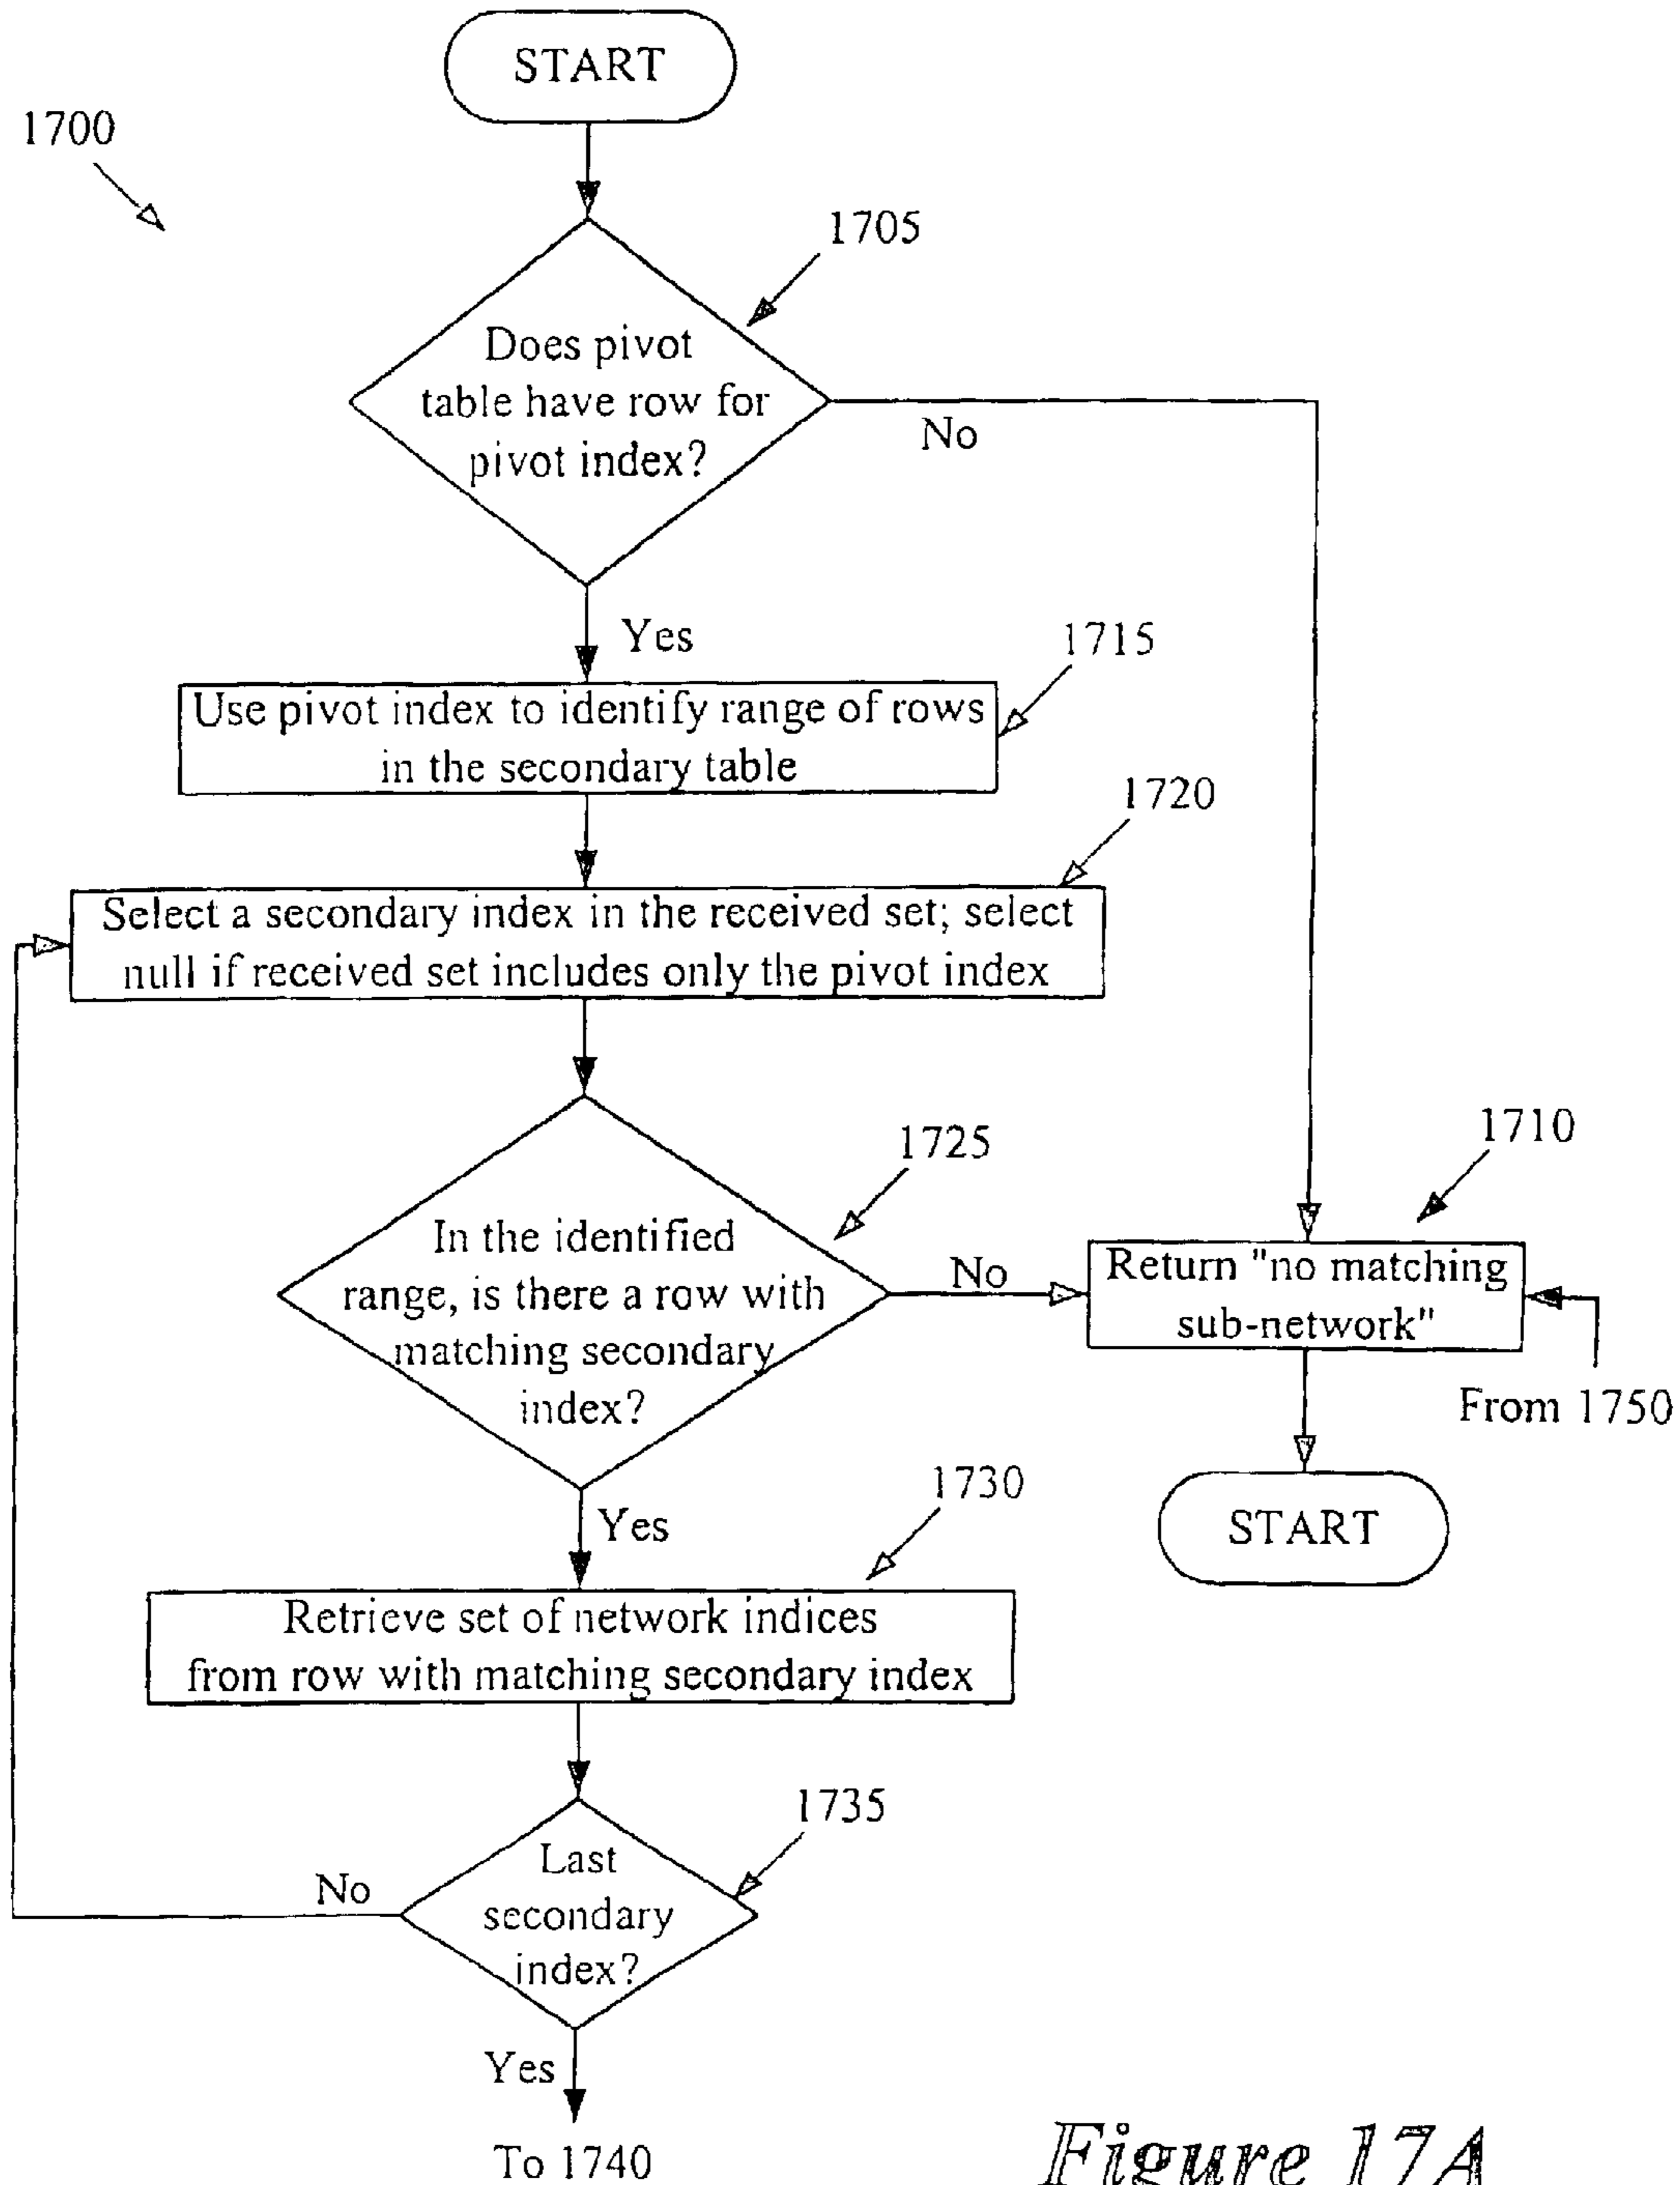 START
1700
1705
Does pivot
table have row for
pivot index?
No
Yes
1715
Use pivot index to identify range of rows
in the secondary table
1720
Select a secondary index in the received set; select
null if received set includes only the pivot index
1725
In the identified
range, is there a row with
matching secondary
index?
No
1710
Return "no matching
sub-network"
From 1750
START
Yes
1730
Retrieve set of network indices
from row with matching secondary index
1735
Last
secondary
index?
No
Yes
To 1740
Figure 17A